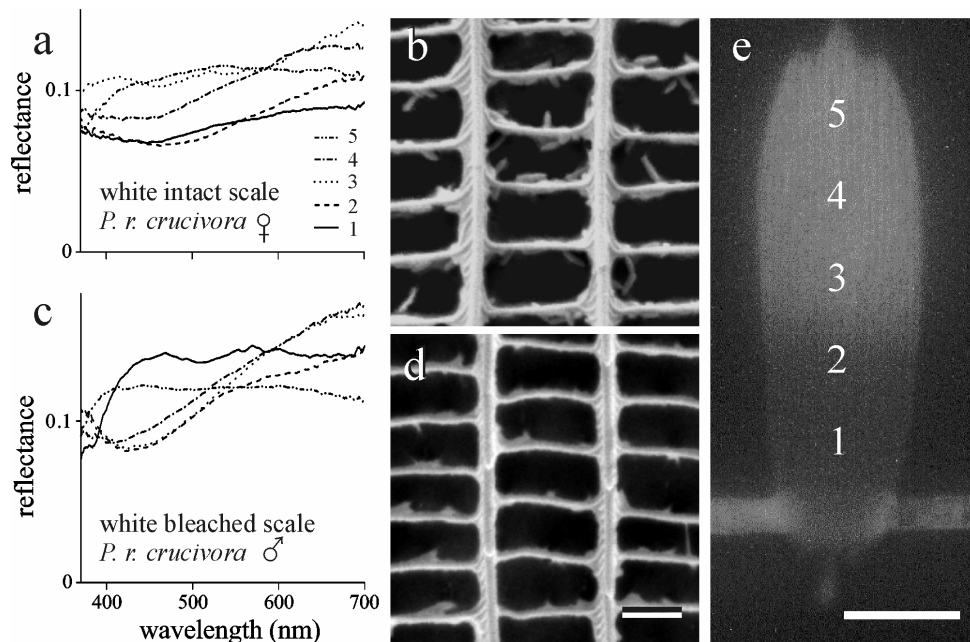 a
reflectance
0.1
0
5
4
3
2
1
white intact scale
P. r. crucivora ♀
b
c
reflectance
0.1
0
white bleached scale
P. r. crucivora ♂
400
500
600
700
wavelength (nm)
d
e
5
4
3
2
1